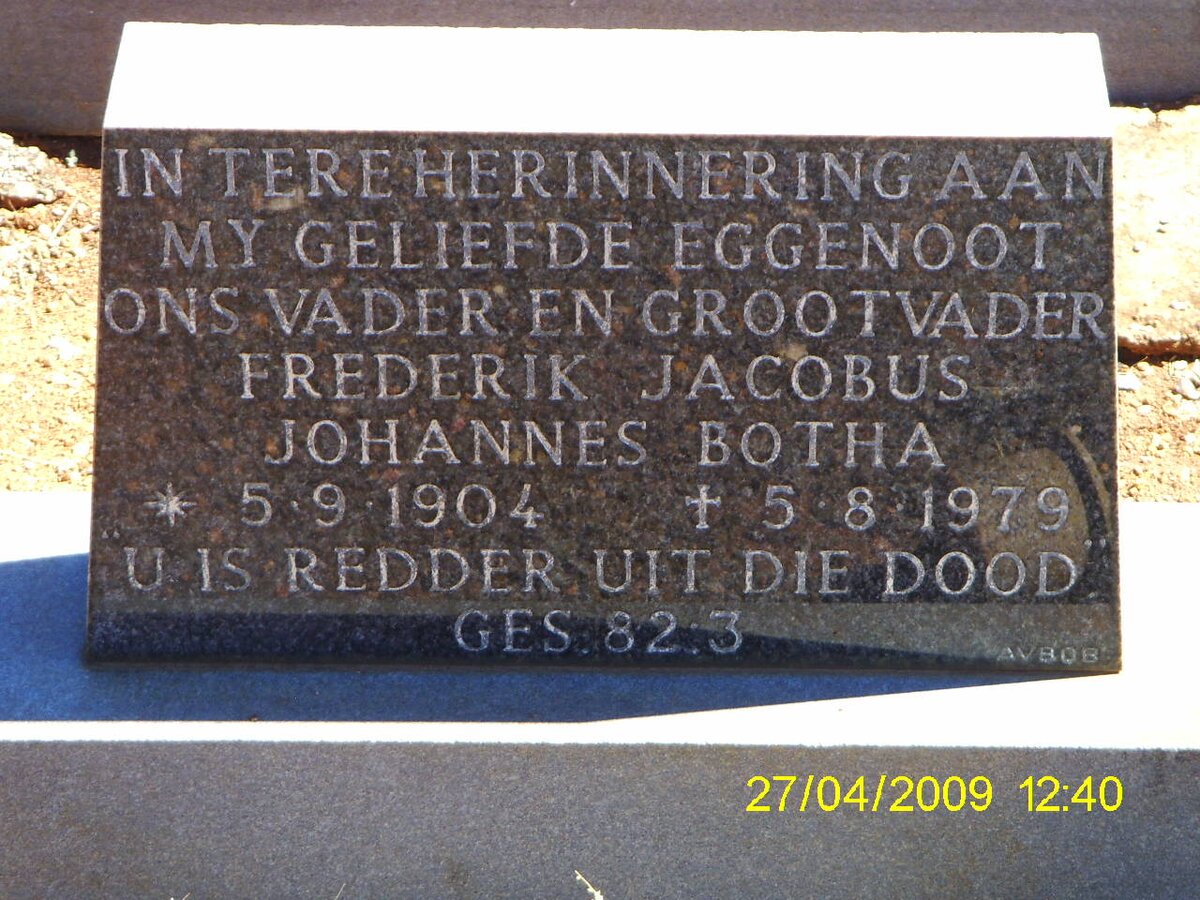 IN TERE HERINNERING AAN
MY GELIEFDE EGGENOOT
ONS VADER EN GROOTVADER
FREDERIK JACOBUS
JOHANNES BOTHA
* 5·9·1904 † 5·8·1979
„U IS REDDER UIT DIE DOOD”
GES. 82:3
AVBOB
27/04/2009 12:40